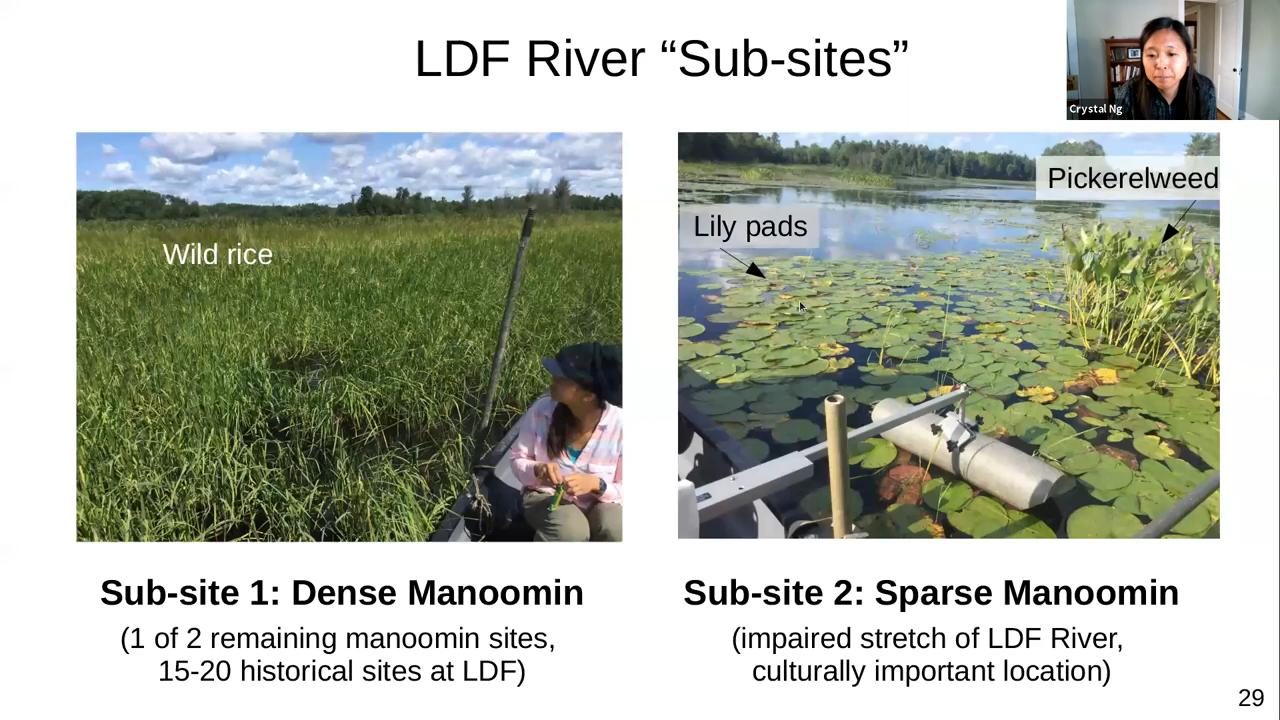 LDF River “Sub-sites”
Crystal Ng
Wild rice
Lily pads
Pickerelweed
Sub-site 1: Dense Manoomin
(1 of 2 remaining manoomin sites,
15-20 historical sites at LDF)
Sub-site 2: Sparse Manoomin
(impaired stretch of LDF River,
culturally important location)
29